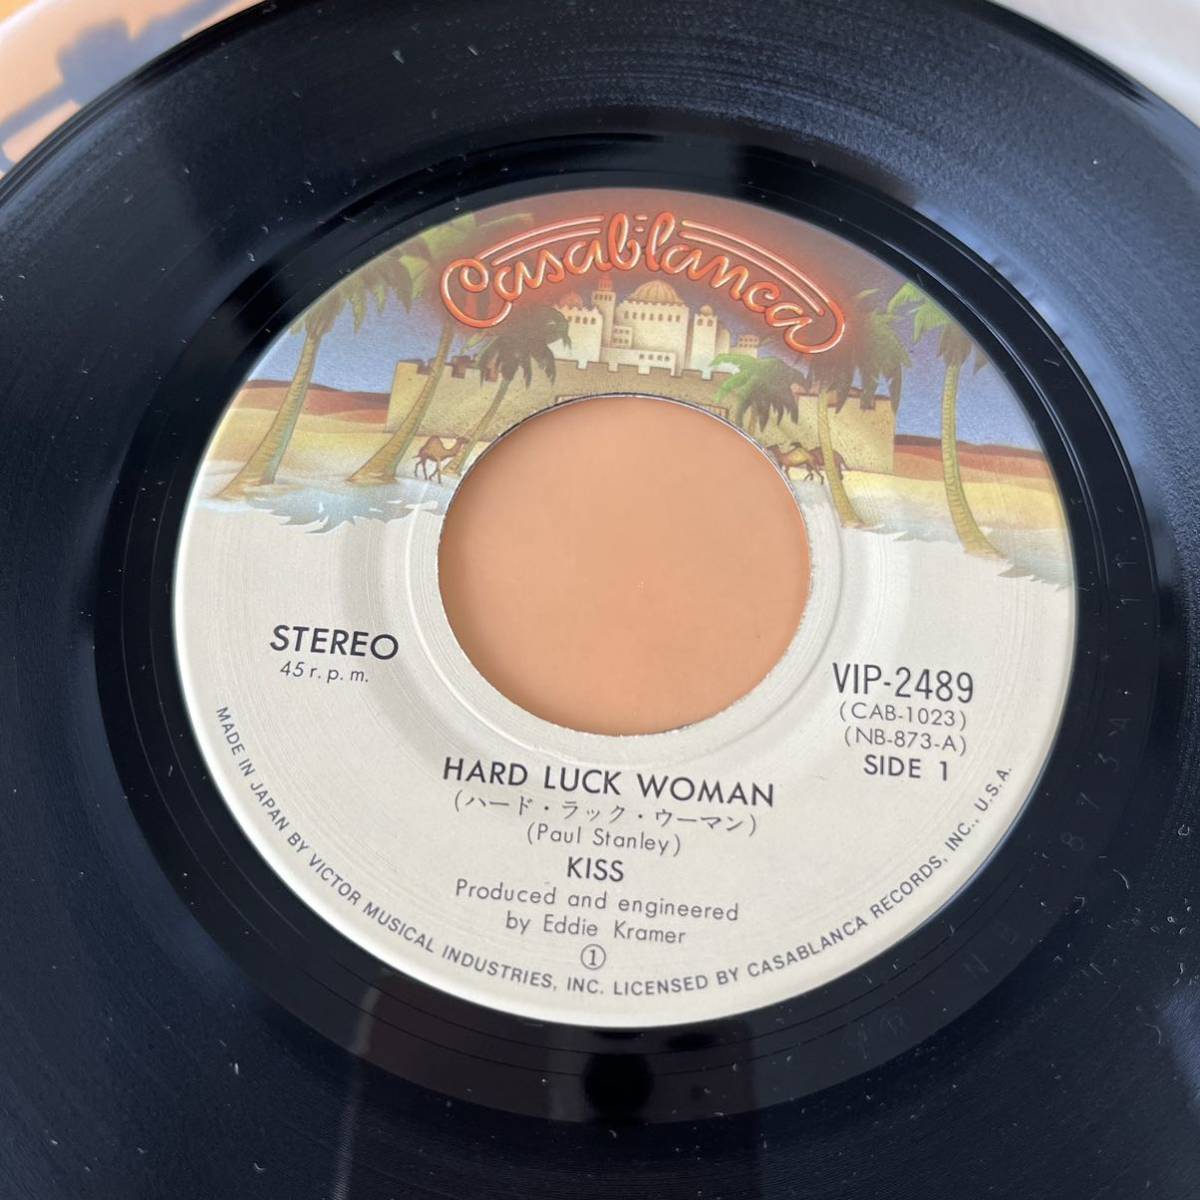 Casablanca
STEREO
45 r.p.m.
VIP-2489
(CAB-1023)
(NB-873-A)
SIDE 1
HARD LUCK WOMAN
(ハード・ラック・ウーマン)
(Paul Stanley)
KISS
Produced and engineered
by Eddie Kramer
①
MADE IN JAPAN BY VICTOR MUSICAL INDUSTRIES, INC. LICENSED BY CASABLANCA RECORDS, INC., U.S.A.